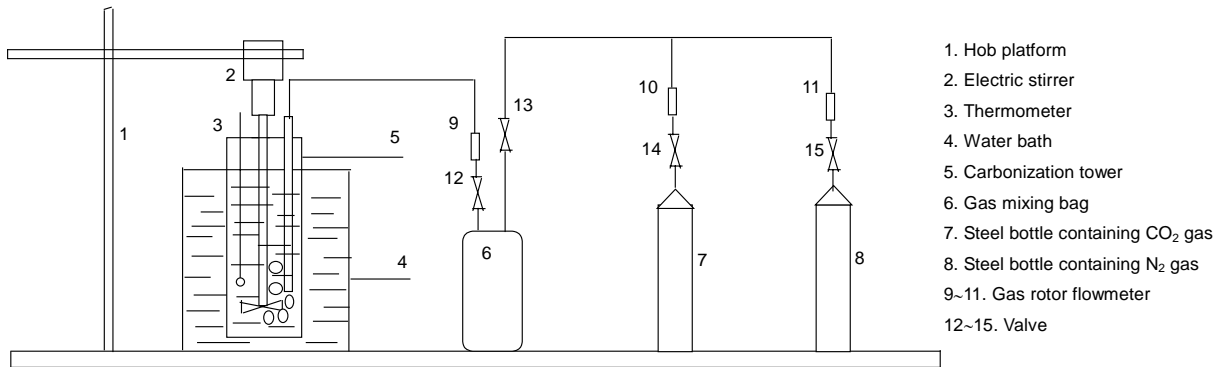 1
2
3
4
5
6
7
8
9
10
11
12
13
14
15
1. Hob platform
2. Electric stirrer
3. Thermometer
4. Water bath
5. Carbonization tower
6. Gas mixing bag
7. Steel bottle containing CO₂ gas
8. Steel bottle containing N₂ gas
9~11. Gas rotor flowmeter
12~15. Valve